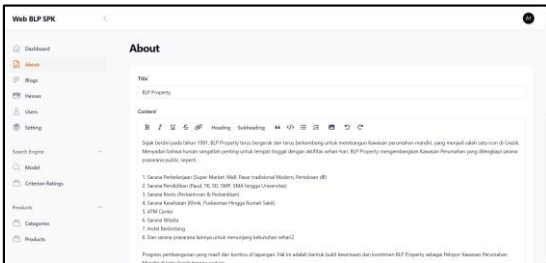 Web BLP SPK
A1
Dashboard
About
Blogs
Heroes
Users
Setting
Search Engine
Model
Criterion Ratings
Products
Categories
Products
About
Title*
BLP Property
Content*
B I U S Heading Subheading
Sejak berdiri pada tahun 1991, BLP Property terus bergerak dan terus berkembang untuk membangun Kawasan perumahan mandiri, yang menjadi salah satu icon di Gresik.
Menyadari bahwa hunian sangatlah penting untuk tempat tinggal dengan aktifitas sehari-hari. BLP Property mengembangkan Kawasan Perumahan yang dilengkapi sarana
prasarana public, seperti :
1. Sarana Perbelanjaan (Super Market, Mall, Pasar tradisional Modern, Pertokoan dll)
2. Sarana Pendidikan (Paud, TK, SD, SMP, SMA hingga Universitas)
3. Sarana Bisnis (Perkantoran & Perbankkan)
4. Sarana Kesehatan (Klinik, Puskesmas Hingga Rumah Sakit)
5. ATM Center
6. Sarana Wisata
7. Hotel Berbintang
8. Dan sarana prasarana lainya untuk menunjang kebutuhan sehari2
Progress pembangunan yang masif dan kontinu di lapangan. Hal ini adalah bentuk bukti keseriusan dan komitmen BLP Property sebagai Pelopor Kawasan Perumahan